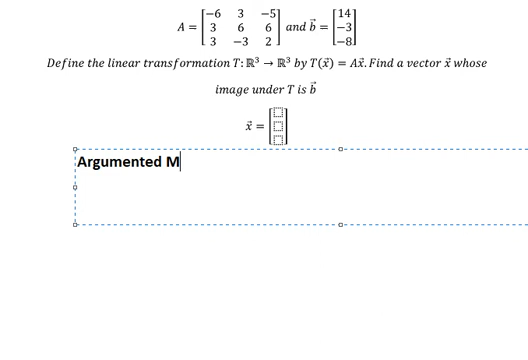 A = [−6 3 −5
3 6 6
3 −3 2] and b⃗ = [14
−3
−8]
Define the linear transformation T: ℝ³ → ℝ³ by T(x⃗) = Ax⃗. Find a vector x⃗ whose
image under T is b⃗
x⃗ =
Argumented M